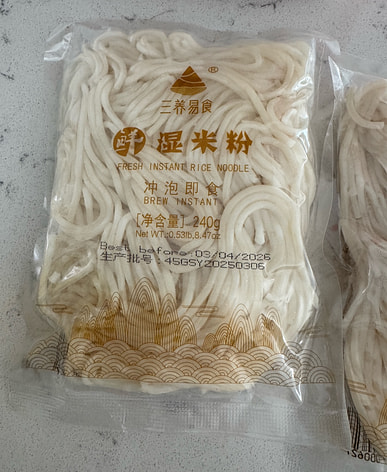 ®
三养易食
鲜 湿米粉
FRESH INSTANT RICE NOODLE
冲泡即食
BREW INSTANT
[净含量]: 240g
Net WT.:0.53lb,8.47oz
Best before:03/04/2026
生产批号:45GSY20250306